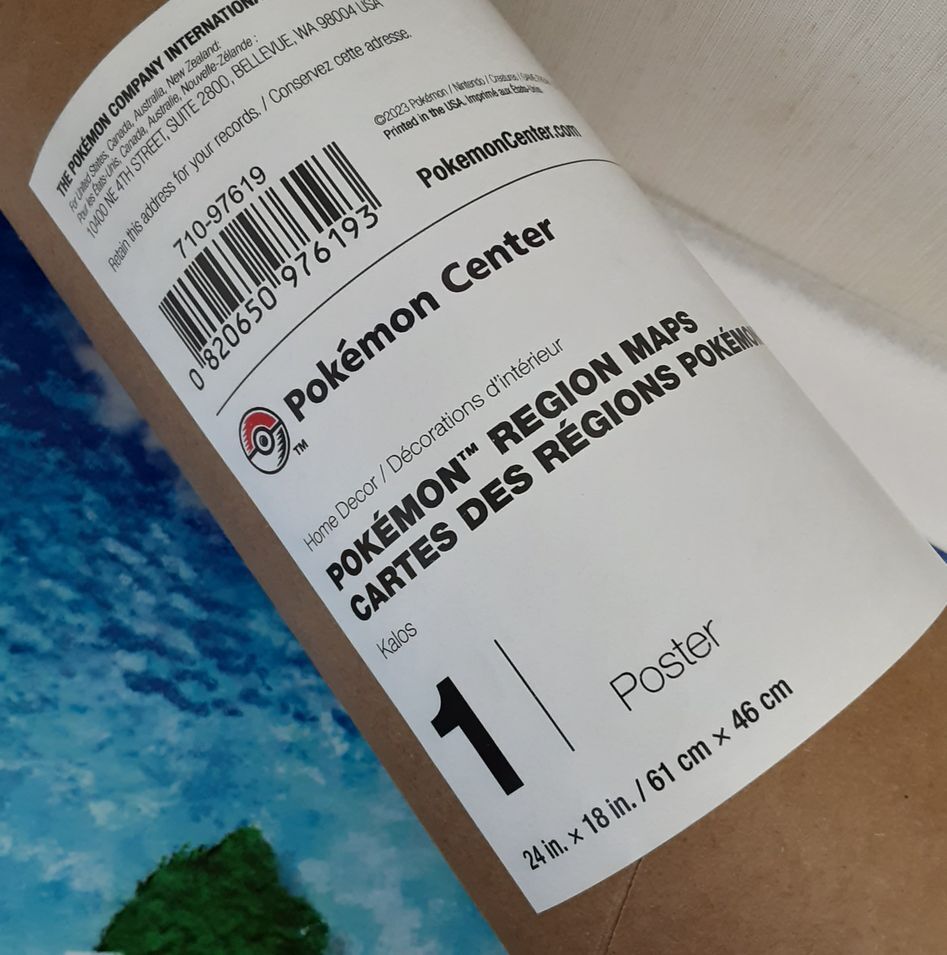 THE POKÉMON COMPANY INTERNATIONAL
For United States, Canada, Australia, New Zealand:
Pour les États-Unis, Canada, Australie, Nouvelle-Zélande :
10400 NE 4TH STREET, SUITE 2800, BELLEVUE, WA 98004 USA
Retain this address for your records. / Conservez cette adresse.
710-97619
0 820650 976193
©2023 Pokémon / Nintendo / Creatures /
Printed in the USA. Imprimé aux États-Unis.
PokemonCenter.com
Pokémon Center
TM
Home Decor / Décorations d'intérieur
POKÉMON™ REGION MAPS
CARTES DES RÉGIONS POKÉMON
Kalos
1 Poster
24 in. × 18 in. / 61 cm × 46 cm